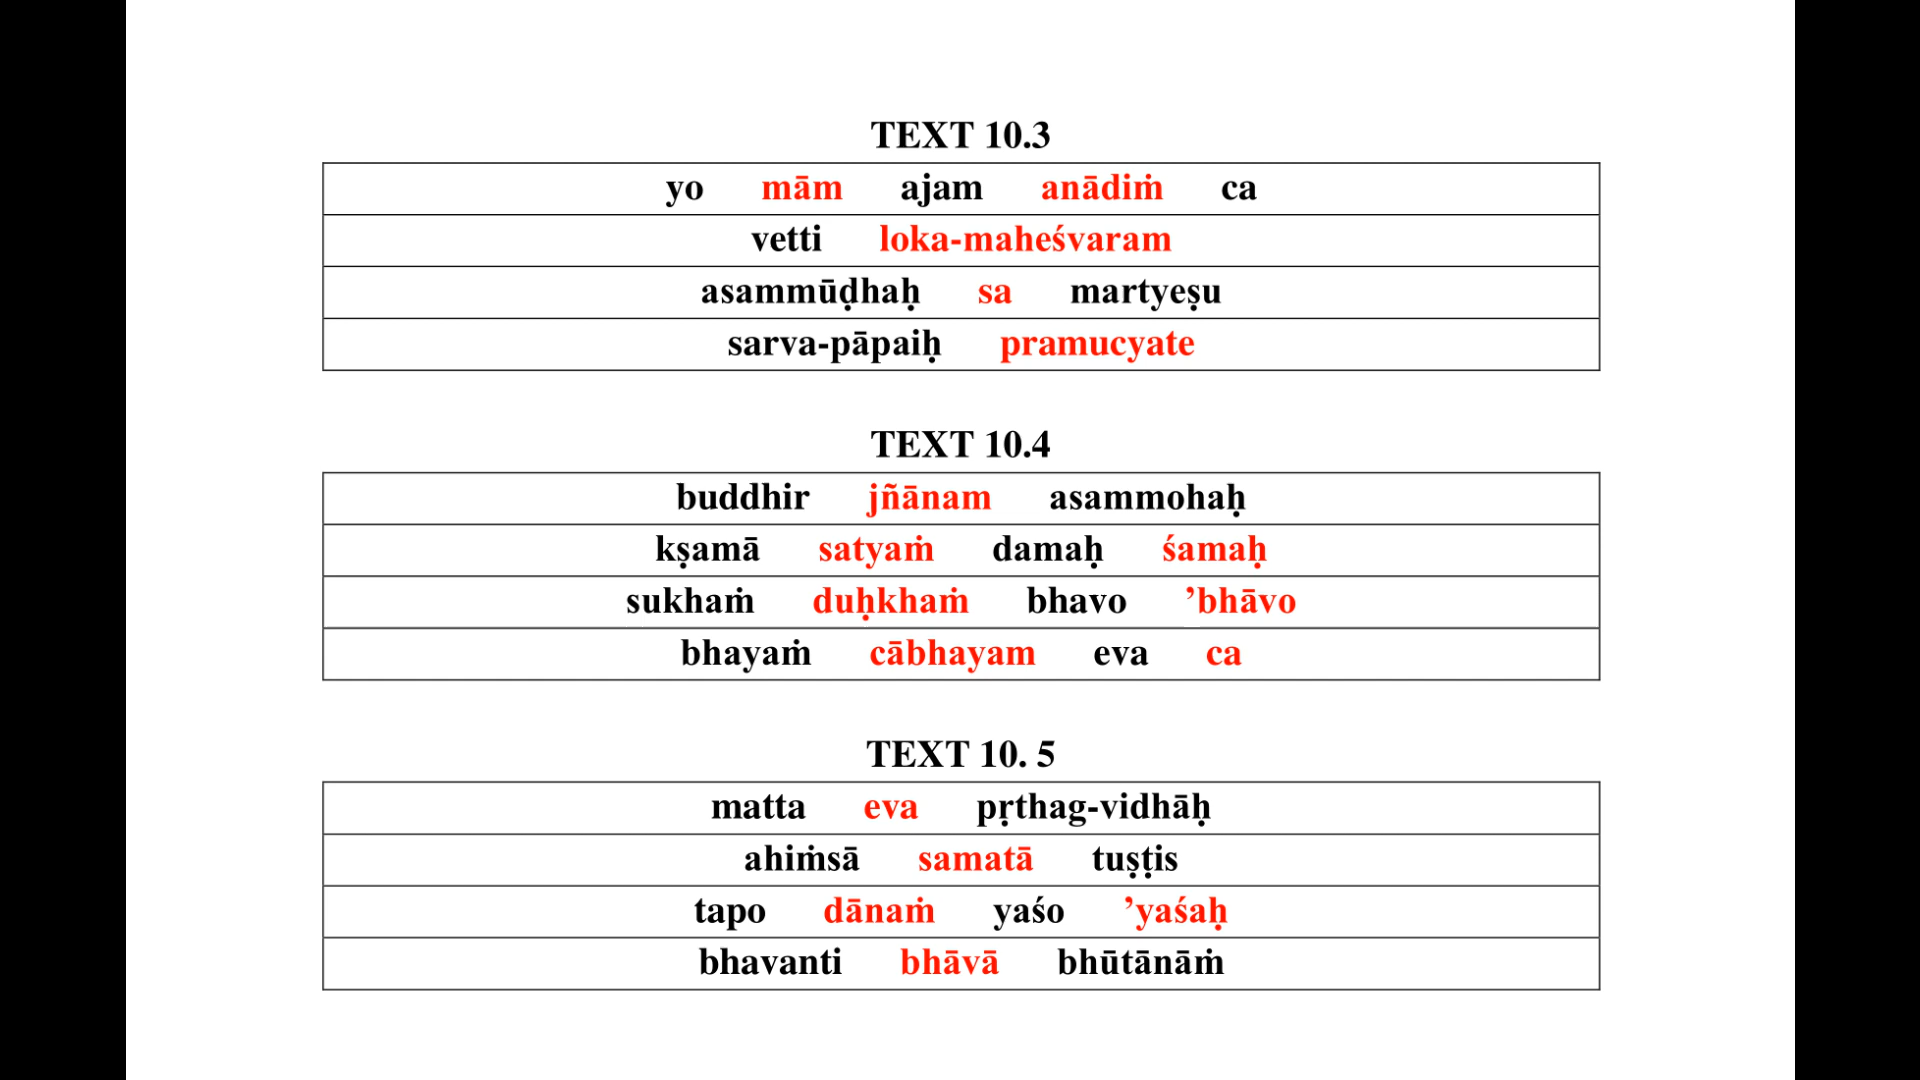 TEXT 10.3
yo mām ajam anādiṁ ca
vetti loka-maheśvaram
asammūḍhaḥ sa martyeṣu
sarva-pāpaiḥ pramucyate
TEXT 10.4
buddhir jñānam asammohaḥ
kṣamā satyaṁ damaḥ śamaḥ
sukhaṁ duḥkhaṁ bhavo ’bhāvo
bhayaṁ cābhayam eva ca
TEXT 10. 5
matta eva pṛthag-vidhāḥ
ahiṁsā samatā tuṣṭis
tapo dānaṁ yaśo ’yaśaḥ
bhavanti bhāvā bhūtānāṁ